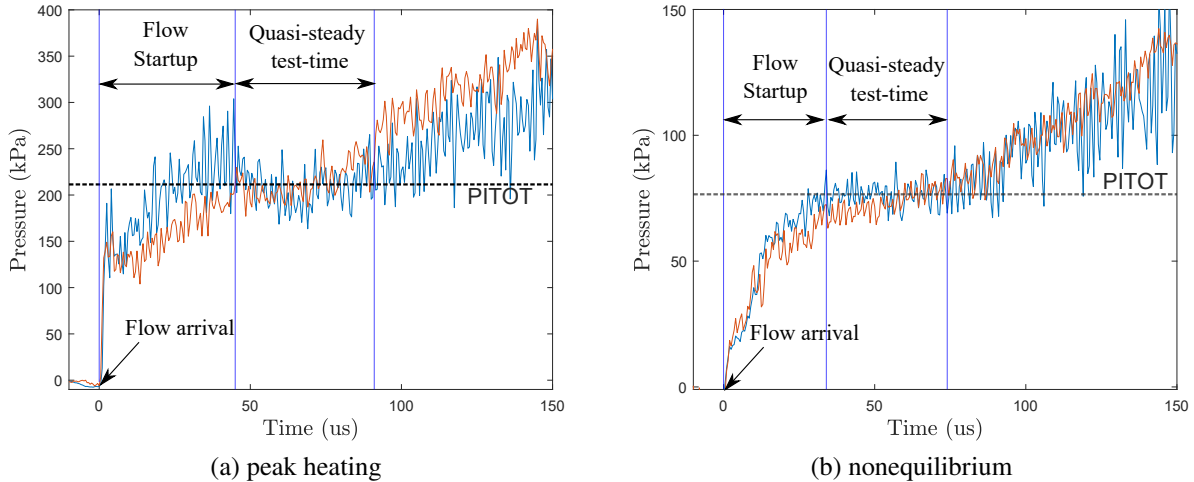 400
350
300
250
200
150
100
50
0
Pressure (kPa)
Flow
Startup
Quasi-steady
test-time
PITOT
Flow arrival
0
50
100
150
Time (us)
(a) peak heating
150
100
50
0
Pressure (kPa)
Flow
Startup
Quasi-steady
test-time
PITOT
Flow arrival
0
50
100
150
Time (us)
(b) nonequilibrium